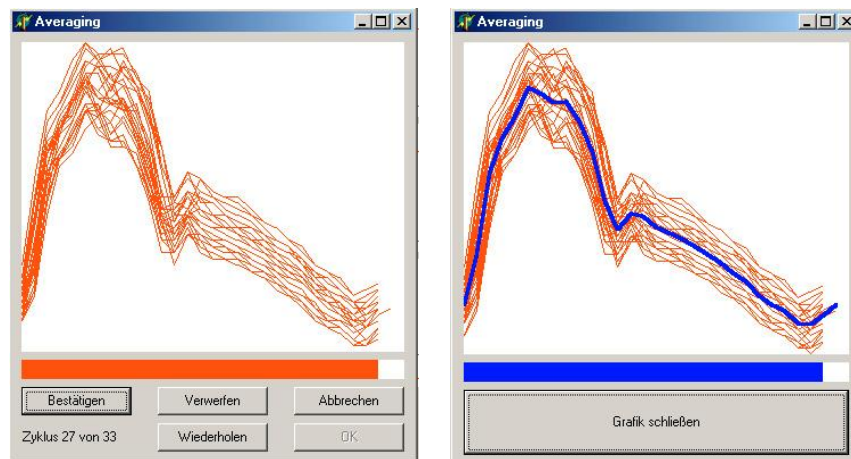 Averaging
Bestätigen
Verwerfen
Abbrechen
Zyklus 27 von 33
Wiederholen
OK
Averaging
Grafik schließen